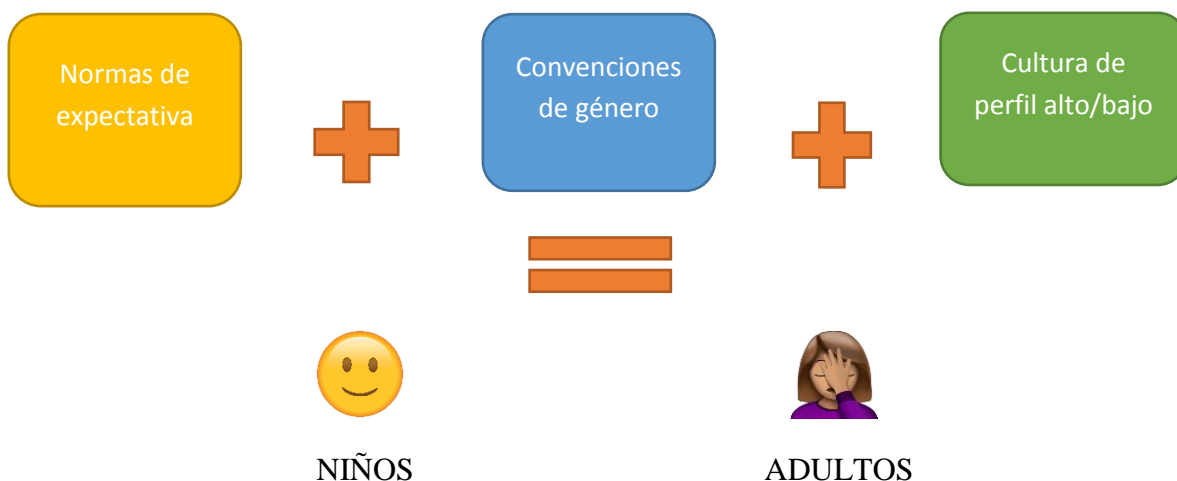 Normas de
expectativa
Convenciones
de género
Cultura de
perfil alto/bajo
NIÑOS
ADULTOS